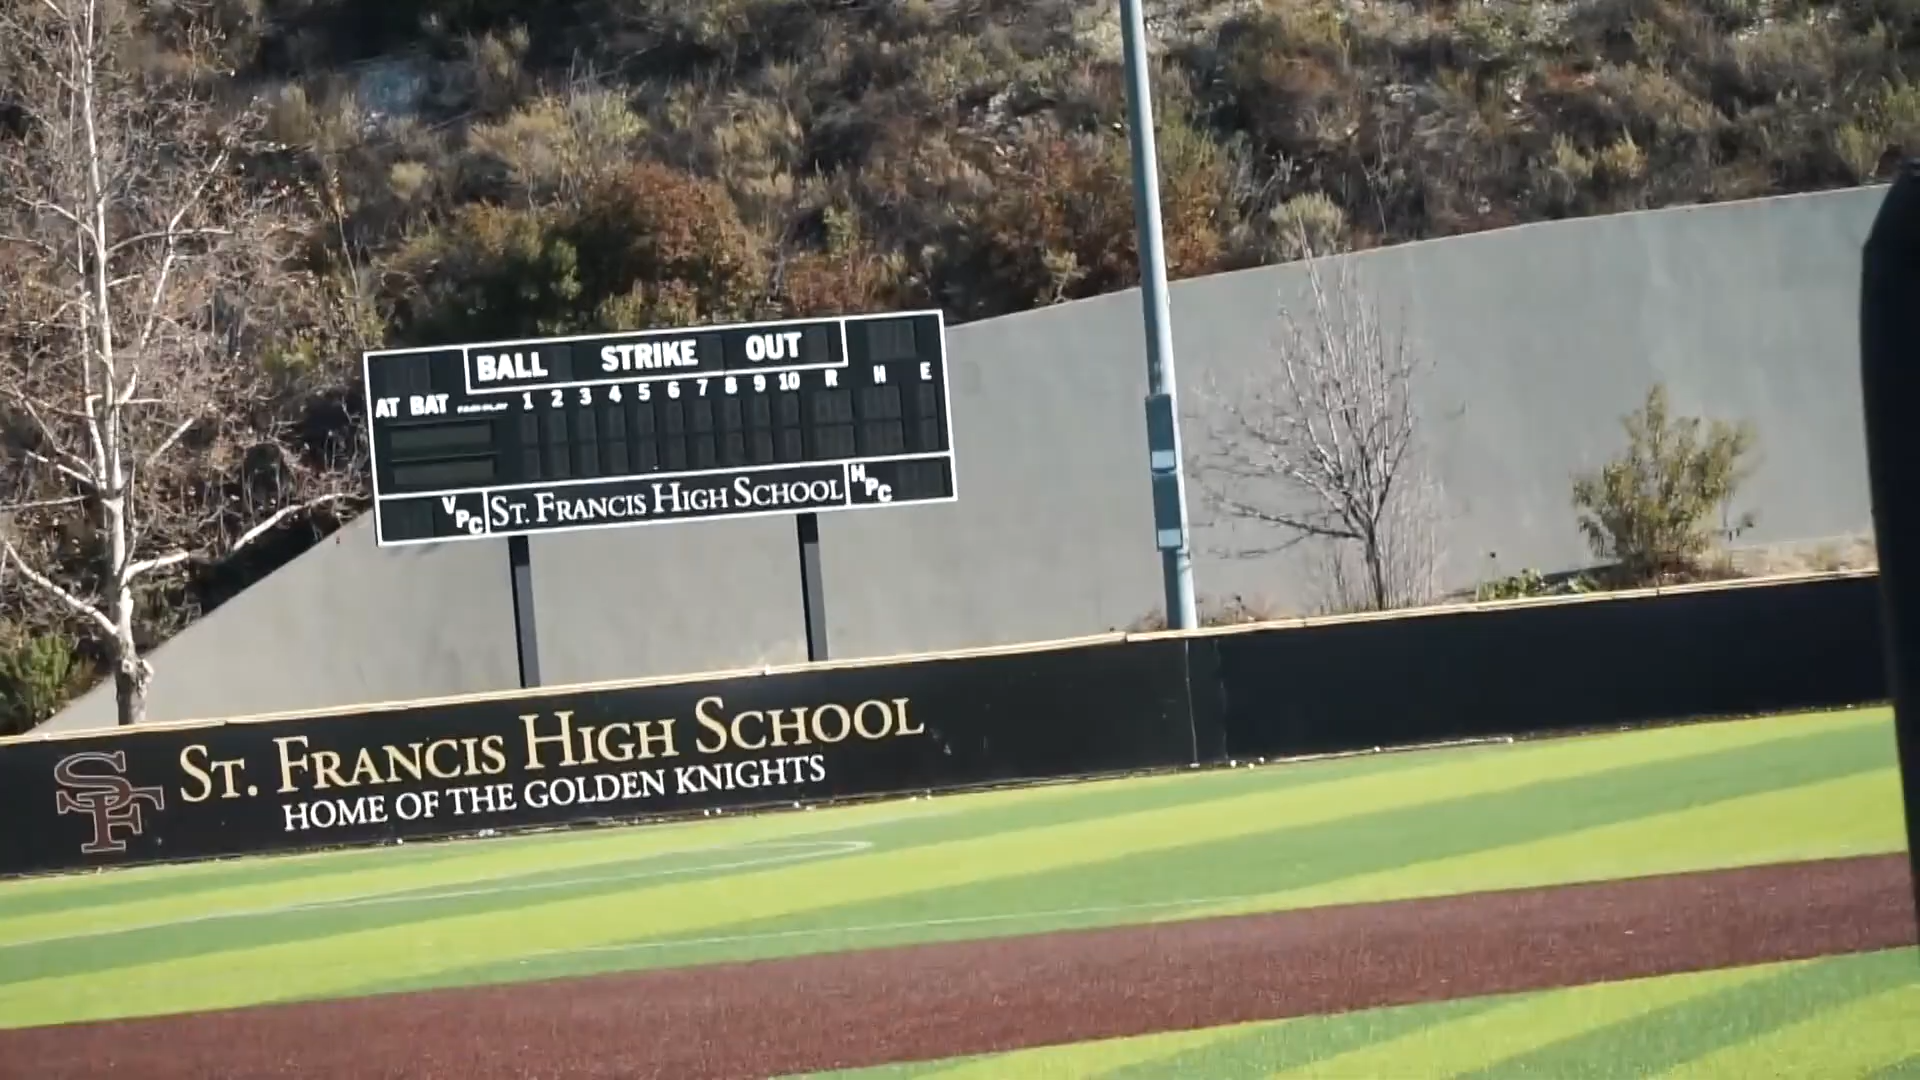 BALL STRIKE OUT
AT BAT 1 2 3 4 5 6 7 8 9 10 R H E
VPC ST. FRANCIS HIGH SCHOOL HPC
SF ST. FRANCIS HIGH SCHOOL
HOME OF THE GOLDEN KNIGHTS